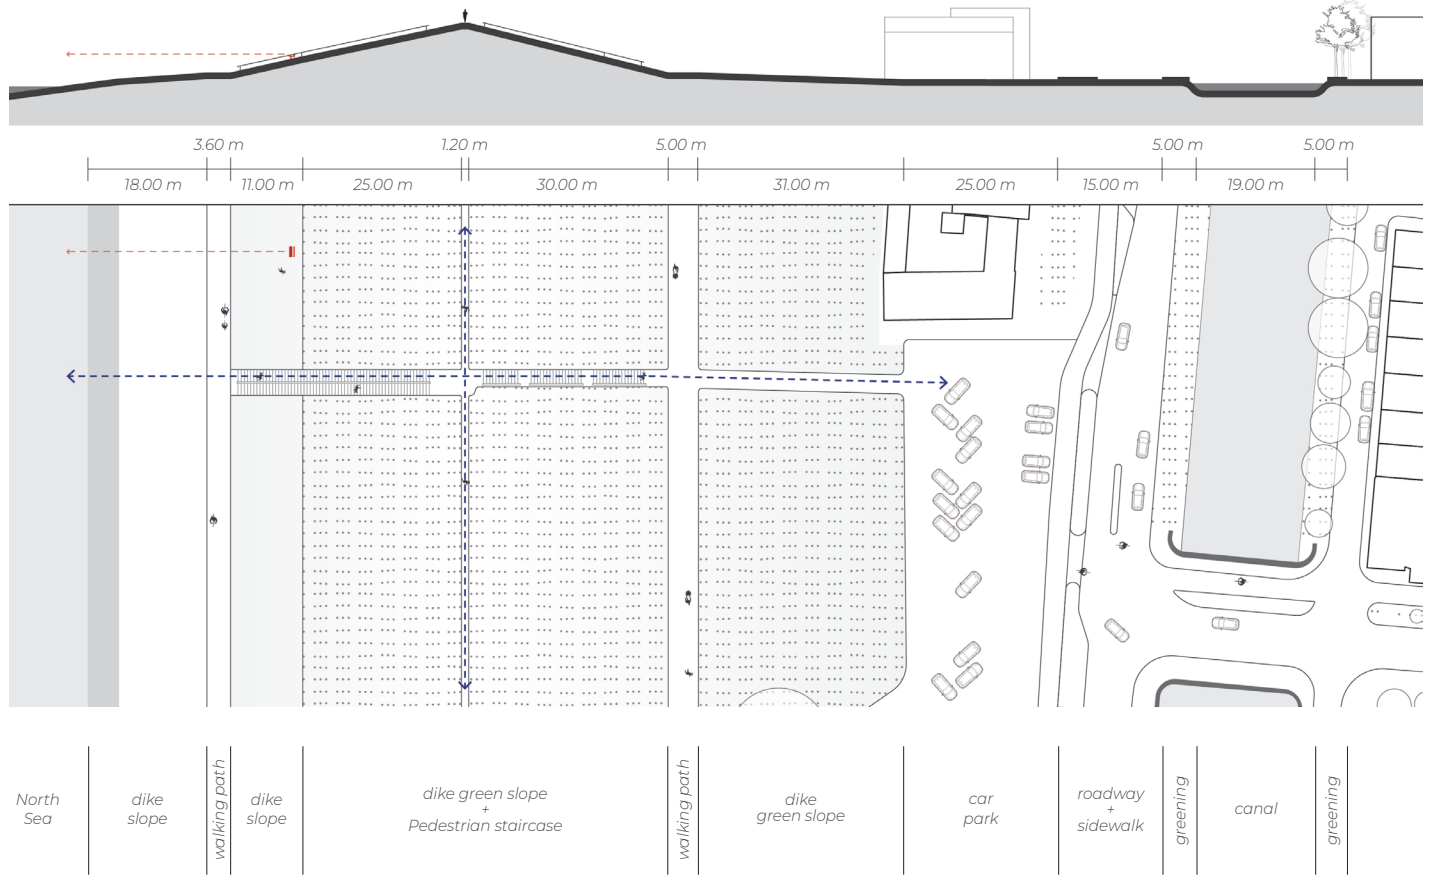 3.60 m
1.20 m
5.00 m
5.00 m
5.00 m
18.00 m
11.00 m
25.00 m
30.00 m
31.00 m
25.00 m
15.00 m
19.00 m
North
Sea
dike
slope
walking path
dike
slope
dike green slope
+
Pedestrian staircase
walking path
dike
green slope
car
park
roadway
+
sidewalk
greening
canal
greening